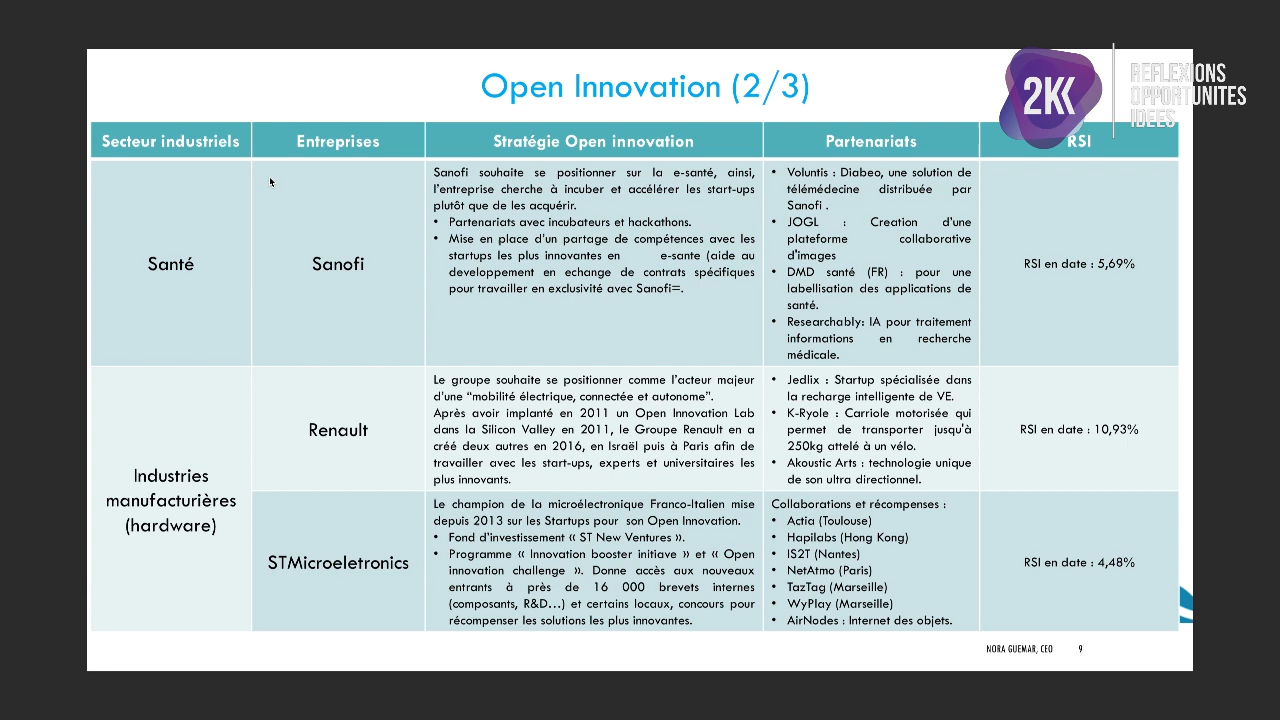 Open Innovation (2/3)
2K
REFLEXIONS
OPPORTUNITES
IDEES
Secteur industriels
Entreprises
Stratégie Open innovation
Partenariats
RSI
Santé
Sanofi
Sanofi souhaite se positionner sur la e-santé, ainsi,
l'entreprise cherche à incuber et accélérer les start-ups
plutôt que de les acquérir.
• Partenariats avec incubateurs et hackathons.
• Mise en place d'un partage de compétences avec les
startups les plus innovantes en e-sante (aide au
developpement en echange de contrats spécifiques
pour travailler en exclusivité avec Sanofi=.
• Voluntis : Diabeo, une solution de
télémédecine distribuée par
Sanofi .
• JOGL : Creation d'une
plateforme collaborative
d'images
• DMD santé (FR) : pour une
labellisation des applications de
santé.
• Researchably: IA pour traitement
informations en recherche
médicale.
RSI en date : 5,69%
Industries
manufacturières
(hardware)
Renault
Le groupe souhaite se positionner comme l'acteur majeur
d'une “mobilité électrique, connectée et autonome”.
Après avoir implanté en 2011 un Open Innovation Lab
dans la Silicon Valley en 2011, le Groupe Renault en a
créé deux autres en 2016, en Israël puis à Paris afin de
travailler avec les start-ups, experts et universitaires les
plus innovants.
• Jedlix : Startup spécialisée dans
la recharge intelligente de VE.
• K-Ryole : Carriole motorisée qui
permet de transporter jusqu'à
250kg attelé à un vélo.
• Akoustic Arts : technologie unique
de son ultra directionnel.
RSI en date : 10,93%
STMicroeletronics
Le champion de la microélectronique Franco-Italien mise
depuis 2013 sur les Startups pour son Open Innovation.
• Fond d'investissement « ST New Ventures ».
• Programme « Innovation booster initiave » et « Open
innovation challenge ». Donne accès aux nouveaux
entrants à près de 16 000 brevets internes
(composants, R&D…) et certains locaux, concours pour
récompenser les solutions les plus innovantes.
Collaborations et récompenses :
• Actia (Toulouse)
• Hapilabs (Hong Kong)
• IS2T (Nantes)
• NetAtmo (Paris)
• TazTag (Marseille)
• WyPlay (Marseille)
• AirNodes : Internet des objets.
RSI en date : 4,48%
NORA GUEMAR, CEO 9